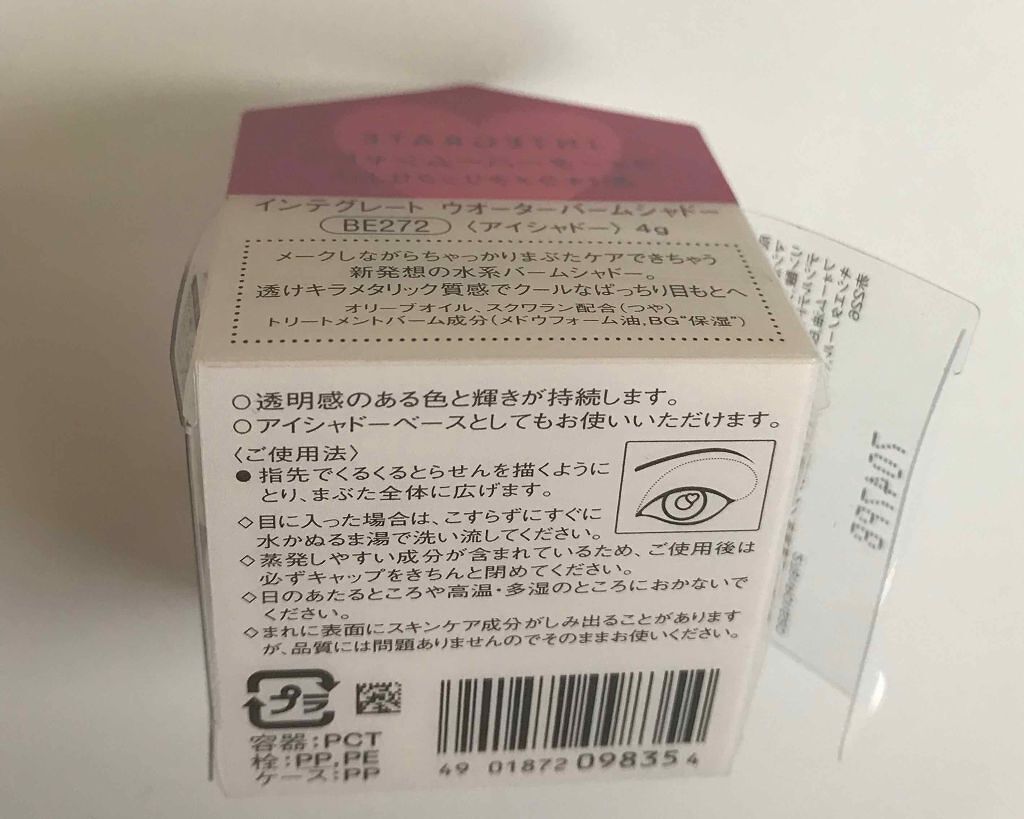 インテグレート ウオーターバームシャドー
BE272 〈アイシャドー〉 4g
メークしながらちゃっかりまぶたケアできちゃう
新発想の水系バームシャドー。
透けキラメタリック質感でクールなぱっちり目もとへ
オリーブオイル、スクワラン配合(つや)
トリートメントバーム成分(メドウフォーム油,BG“保湿”)
○透明感のある色と輝きが持続します。
○アイシャドーベースとしてもお使いいただけます。
〈ご使用法〉
●指先でくるくるとらせんを描くように
とり、まぶた全体に広げます。
◇目に入った場合は、こすらずにすぐに
水かぬるま湯で洗い流してください。
◇蒸発しやすい成分が含まれているため、ご使用後は
必ずキャップをきちんと閉めてください。
◇日のあたるところや高温・多湿のところにおかないで
ください。
◇まれに表面にスキンケア成分がしみ出ることがあります
が、品質には問題ありませんのでそのままお使いください。
プラ
容器:PCT
栓:PP,PE
ケース:PP
49 01872 098354